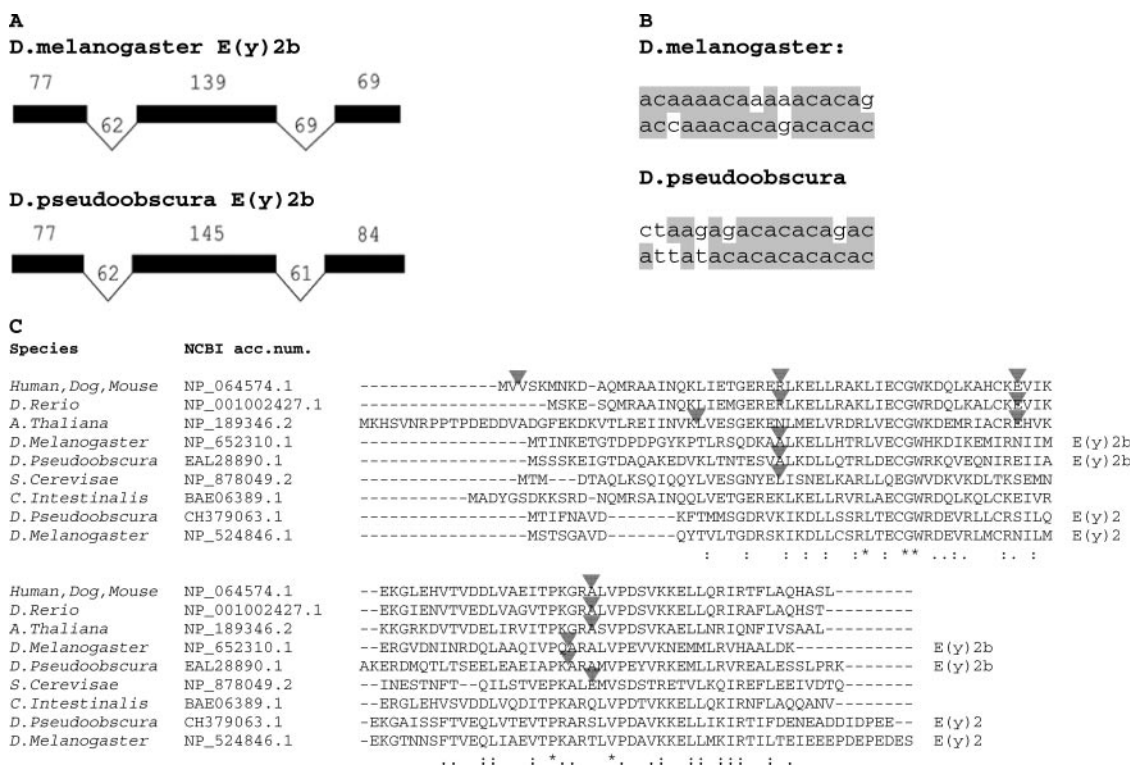 A
D.melanogaster E(y)2b
77 139 69
62 69
D.pseudoobscura E(y)2b
77 145 84
62 61
B
D.melanogaster:
acaaaacaaaaacacag
accaaacacagacacac
D.pseudoobscura
ctaagagacacacagac
attatacacacacacac
C
Species NCBI acc.num.
Human,Dog,Mouse NP_064574.1 ---------------MVVSKMNKD-AQMRAAINQKLIETGERERLKELLRAKLIECGWKDQLKAHCKEVIK
D.Rerio NP_001002427.1 --------------------MSKE-SQMRAAINQKLIEMGERERLKELLRAKLIECGWRDQLKALCKEVIK
A.Thaliana NP_189346.2 MKHSVNRPPTPDEDDVADGFEKDKVTLREIINVKLVESGEKENLMELVRDRLVECGWKDEMRIACREHVK
D.Melanogaster NP_652310.1 -----------------MTINKETGTDPDPGYKPTLRSQDKAALKELLHTRLVECGWHKDIKEMIRNIIM E(y)2b
D.Pseudoobscura EAL28890.1 -----------------MSSSKEIGTDAQAKEDVKLTNTESVALKDLLQTRLDECGWRKQVEQNIREIIA E(y)2b
S.Cerevisae NP_878049.2 -----------------MTM---DTAQLKSQIQQYLVESGNYELISNELKARLLQEGWVDKVKDLTKSEMN
C.Intestinalis BAE06389.1 ------------MADYGSDKKSRD-NQMRSAINQQLVETGEREKLKRVLRAELVRRCGWKDQLKQLCKEIVR
D.Pseudoobscura CH379063.1 ------------------MTIFNAVD-------KFTMMSGDRVKIKDLLSSRLTECGWRDEVRLLCRSILQ E(y)2
D.Melanogaster NP_524846.1 ------------------MSTSGAVD-------QYTVLTGDRSKIKDLLCSRLTECGWRDEVRLMCRNILM E(y)2
: : : : : :* ** ..:. :. :
Human,Dog,Mouse NP_064574.1 --EKGLEHVTVDDLVAEITPKGRALVPDSVKKELLQRIRTFLAQHASL---------
D.Rerio NP_001002427.1 --EKGIENVTVEDLVAGVTPKGRALVPDSVKKELLQRIRAFLAQHST----------
A.Thaliana NP_189346.2 --KKGRKDVTVDELIRVITPKGRASVPDSVKAELLNRIQNFIVSAAL----------
D.Melanogaster NP_652310.1 --ERGVDNINRDQLAAQIVPQARALVPEVVKNEMMLRVHAALDK------------- E(y)2b
D.Pseudoobscura EAL28890.1 AKERDMQTLTSEELEAEIAPKARAMVPEYVRKEMLLRVREALESSLPRK-------- E(y)2b
S.Cerevisae NP_878049.2 --INESTNFT--QILSTVEPKALEMVSDSTRETVLKQIREFLEEIVDTQ--------
C.Intestinalis BAE06389.1 --ERGLEHVSVDDLVQDITPKARQLVPDTVKKELLQKIRNFLAQQANV---------
D.Pseudoobscura CH379063.1 -EKGAISSFTVEQLVTEVTPRARSLVPDAVKKELLIKIRTIFDENEADDIDPEE-- E(y)2
D.Melanogaster NP_524846.1 -EKGTNNSFTVEQLIAEVTPKARTLVPDAVKKELLMKIRTILTEIEEEPDEPEDES E(y)2
.. :: : *:. *.: .: :: ::: : .